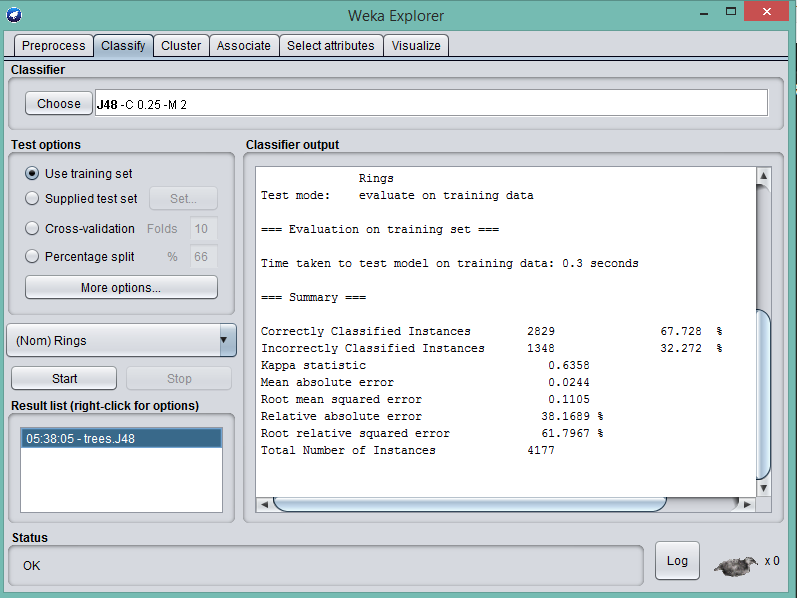 Weka Explorer
Preprocess Classify Cluster Associate Select attributes Visualize
Classifier
Choose J48 -C 0.25 -M 2
Test options
Use training set
Supplied test set Set...
Cross-validation Folds 10
Percentage split % 66
More options...
(Nom) Rings
Start Stop
Result list (right-click for options)
05:38:05 - trees.J48
Classifier output
Rings
Test mode: evaluate on training data
=== Evaluation on training set ===
Time taken to test model on training data: 0.3 seconds
=== Summary ===
Correctly Classified Instances 2829 67.728 %
Incorrectly Classified Instances 1348 32.272 %
Kappa statistic 0.6358
Mean absolute error 0.0244
Root mean squared error 0.1105
Relative absolute error 38.1689 %
Root relative squared error 61.7967 %
Total Number of Instances 4177
Status
OK
Log x 0